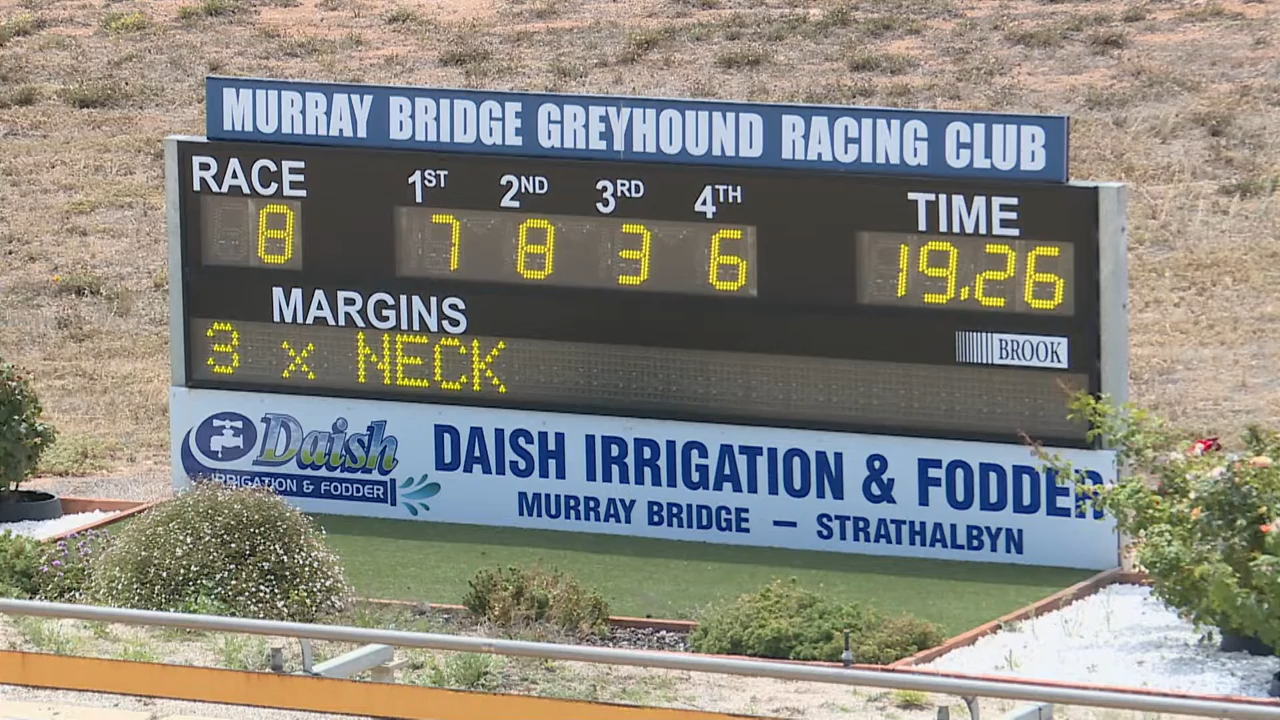 MURRAY BRIDGE GREYHOUND RACING CLUB
RACE 1ST 2ND 3RD 4TH TIME
8 7 8 3 6 19.26
MARGINS
3 x NECK
BROOK
Daish
IRRIGATION & FODDER
DAISH IRRIGATION & FODDER
MURRAY BRIDGE — STRATHALBYN